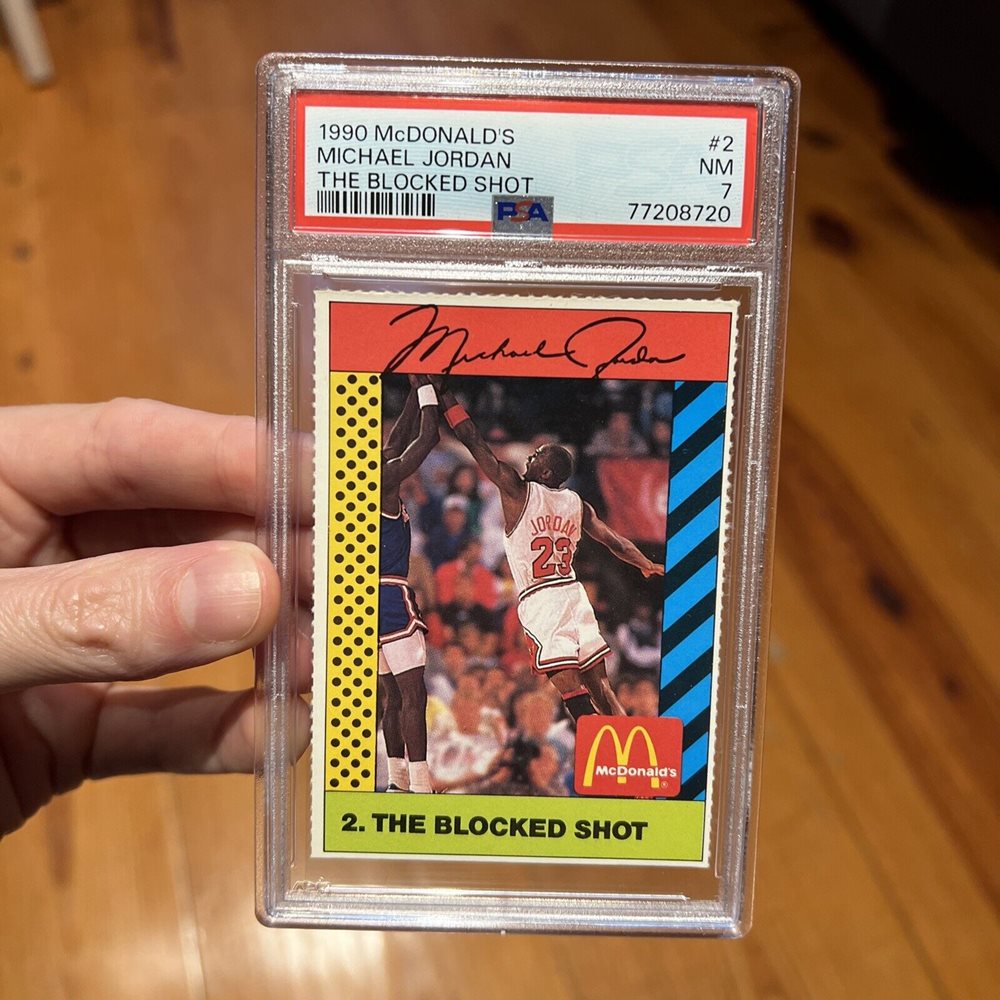 1990 McDONALD'S #2
MICHAEL JORDAN NM
THE BLOCKED SHOT 7
PSA 77208720
Michael Jordan
JORDAN
23
McDonald's ®
2. THE BLOCKED SHOT